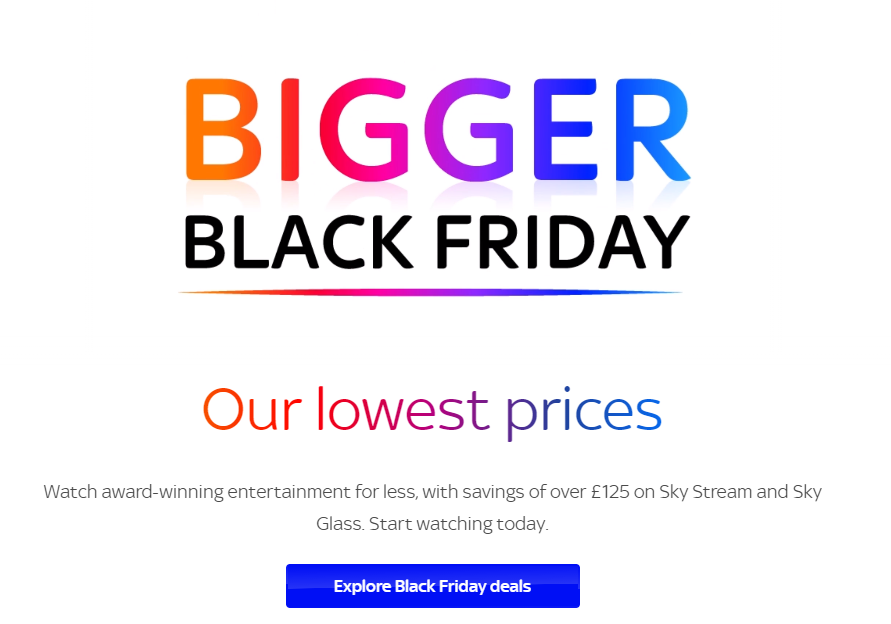 BIGGER
BLACK FRIDAY
Our lowest prices
Watch award-winning entertainment for less, with savings of over £125 on Sky Stream and Sky
Glass. Start watching today.
Explore Black Friday deals